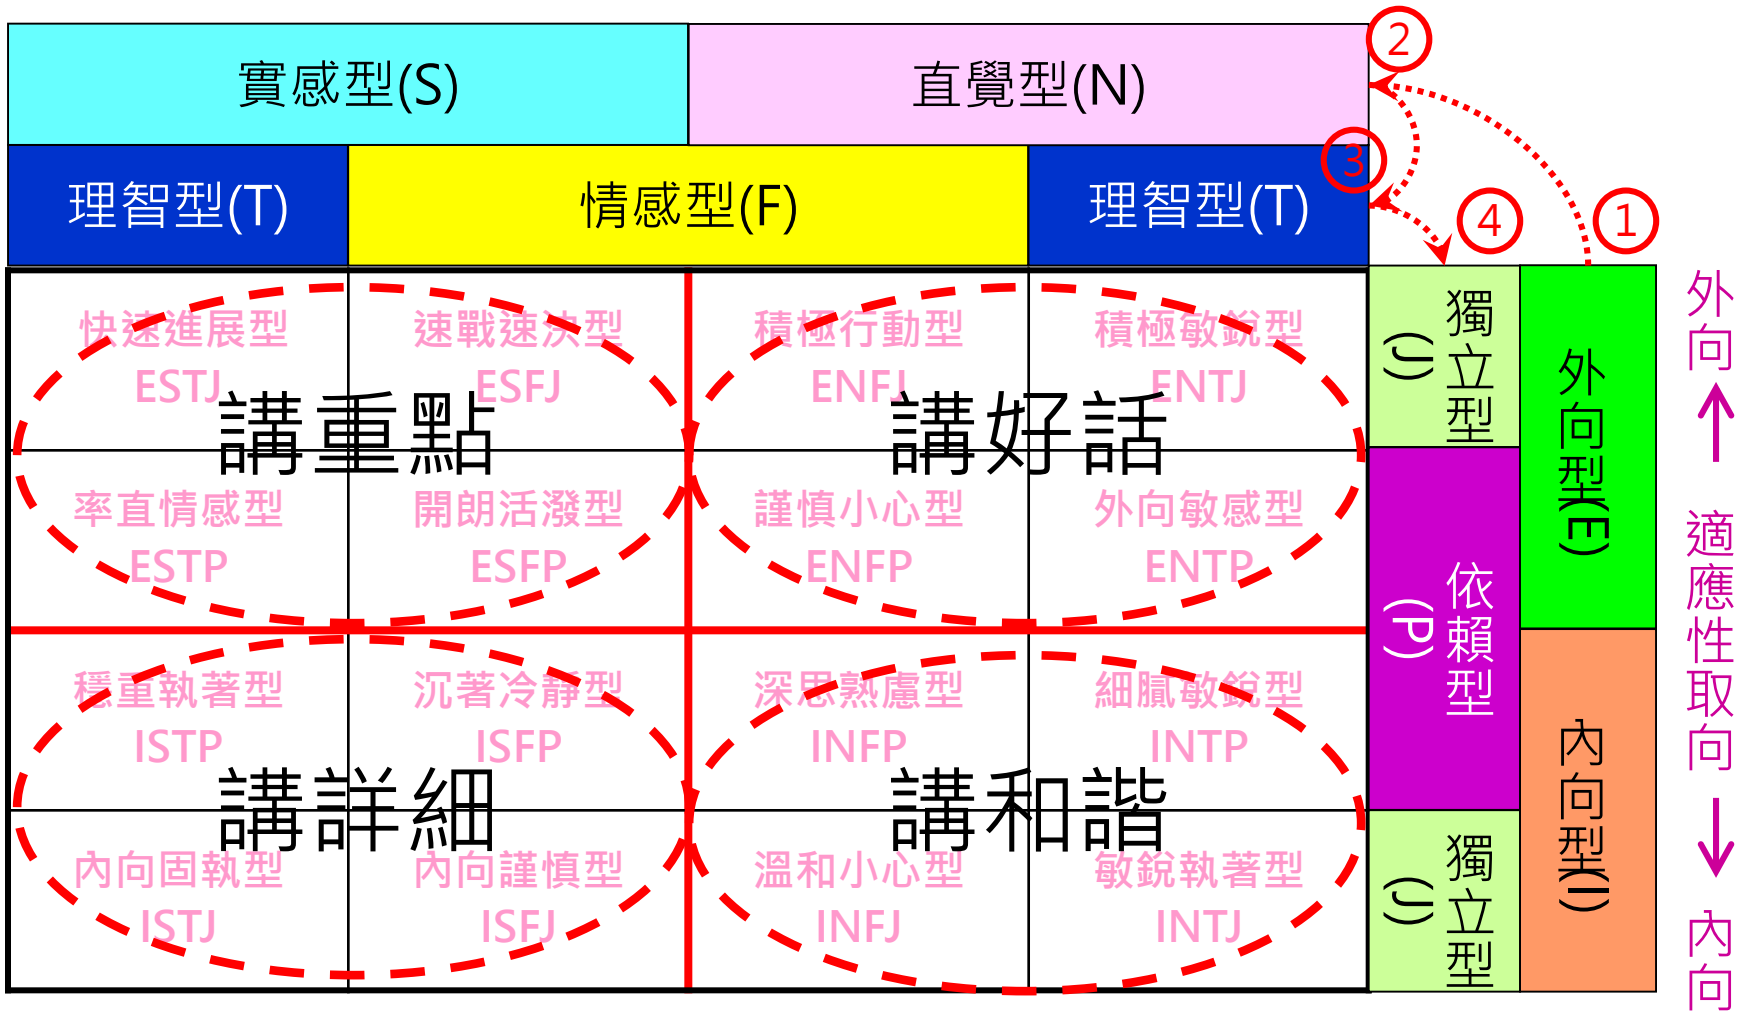 實感型(S)
直覺型(N)
②
理智型(T)
情感型(F)
理智型(T)
③
④
①
快速進展型
ESTJ
速戰速決型
ESFJ
積極行動型
ENFJ
積極敏銳型
ENTJ
講重點
講好話
率直情感型
ESTP
開朗活潑型
ESFP
謹慎小心型
ENFP
外向敏感型
ENTP
穩重執著型
ISTP
沉著冷靜型
ISFP
深思熟慮型
INFP
細膩敏銳型
INTP
講詳細
講和諧
內向固執型
ISTJ
內向謹慎型
ISFJ
溫和小心型
INFJ
敏銳執著型
INTJ
獨立型
(J)
依賴型
(P)
獨立型
(J)
外向型(E)
內向型(I)
外向
適應性取向
內向